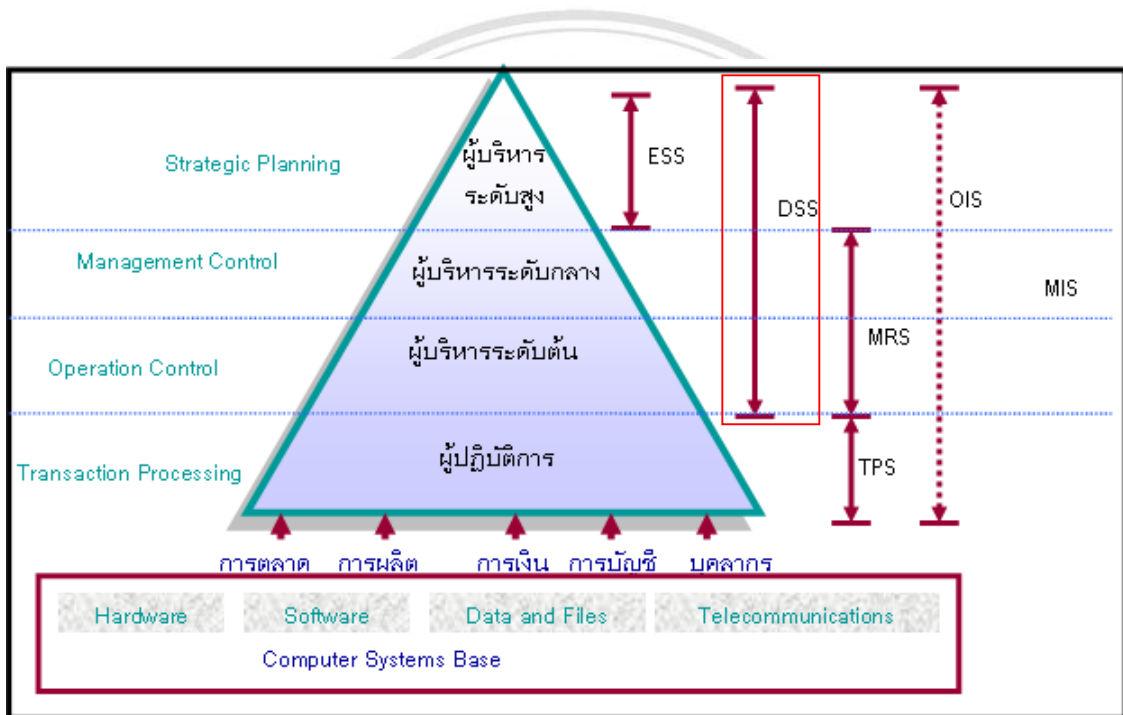 ผู้บริหาร
ระดับสูง
Strategic Planning
ESS
DSS
OIS
Management Control
ผู้บริหารระดับกลาง
MIS
Operation Control
ผู้บริหารระดับต้น
MRS
Transaction Processing
ผู้ปฏิบัติการ
TPS
การตลาด การผลิต การเงิน การบัญชี บุคลากร
Hardware Software Data and Files Telecommunications
Computer Systems Base